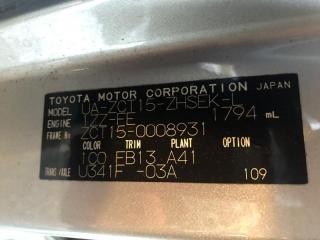 TOYOTA MOTOR CORPORATION JAPAN
MODEL UA-ZCT15-ZHSEK-L
ENGINE 1ZZ-FE 1794 mL
FRAME No. ZCT15-0008931
COLOR TRIM PLANT OPTION
100 FB13 A41
TRANS./AXLE U341F -03A 109